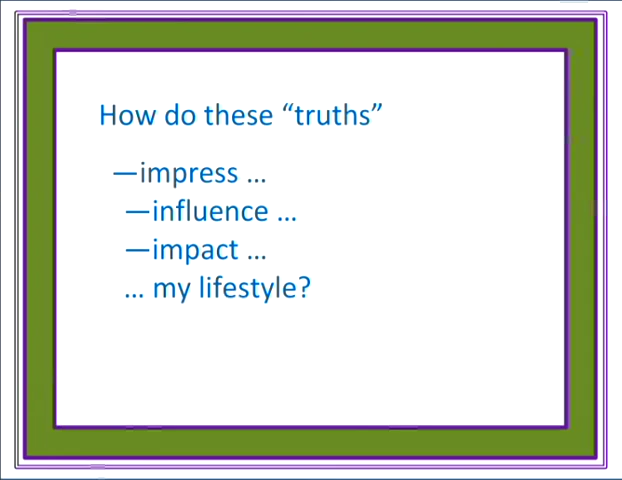 How do these “truths”
—impress …
—influence …
—impact …
… my lifestyle?